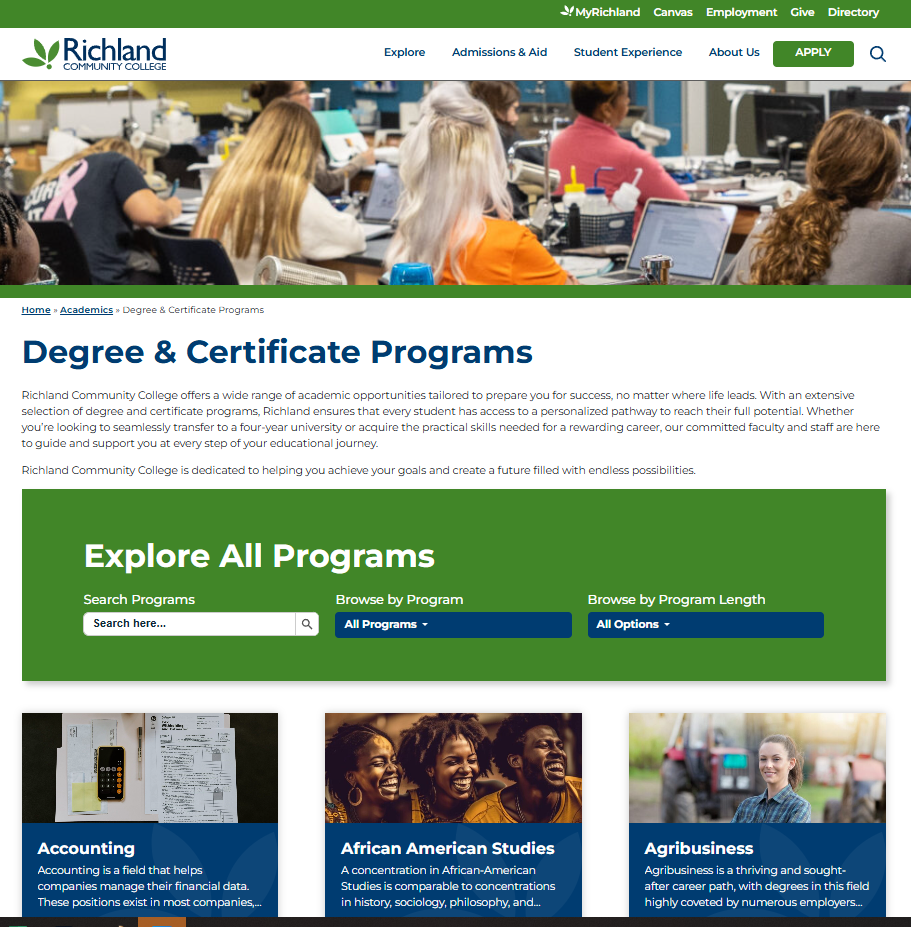 MyRichland Canvas Employment Give Directory
Richland
COMMUNITY COLLEGE
Explore Admissions & Aid Student Experience About Us APPLY
CURE
IT
Home » Academics » Degree & Certificate Programs
Degree & Certificate Programs
Richland Community College offers a wide range of academic opportunities tailored to prepare you for success, no matter where life leads. With an extensive
selection of degree and certificate programs, Richland ensures that every student has access to a personalized pathway to reach their full potential. Whether
you’re looking to seamlessly transfer to a four-year university or acquire the practical skills needed for a rewarding career, our committed faculty and staff are here
to guide and support you at every step of your educational journey.
Richland Community College is dedicated to helping you achieve your goals and create a future filled with endless possibilities.
Explore All Programs
Search Programs Browse by Program Browse by Program Length
Search here... All Programs All Options
Accounting
Accounting is a field that helps
companies manage their financial data.
These positions exist in most companies,...
African American Studies
A concentration in African-American
Studies is comparable to concentrations
in history, sociology, philosophy, and...
Agribusiness
Agribusiness is a thriving and sought-
after career path, with degrees in this field
highly coveted by numerous employers...